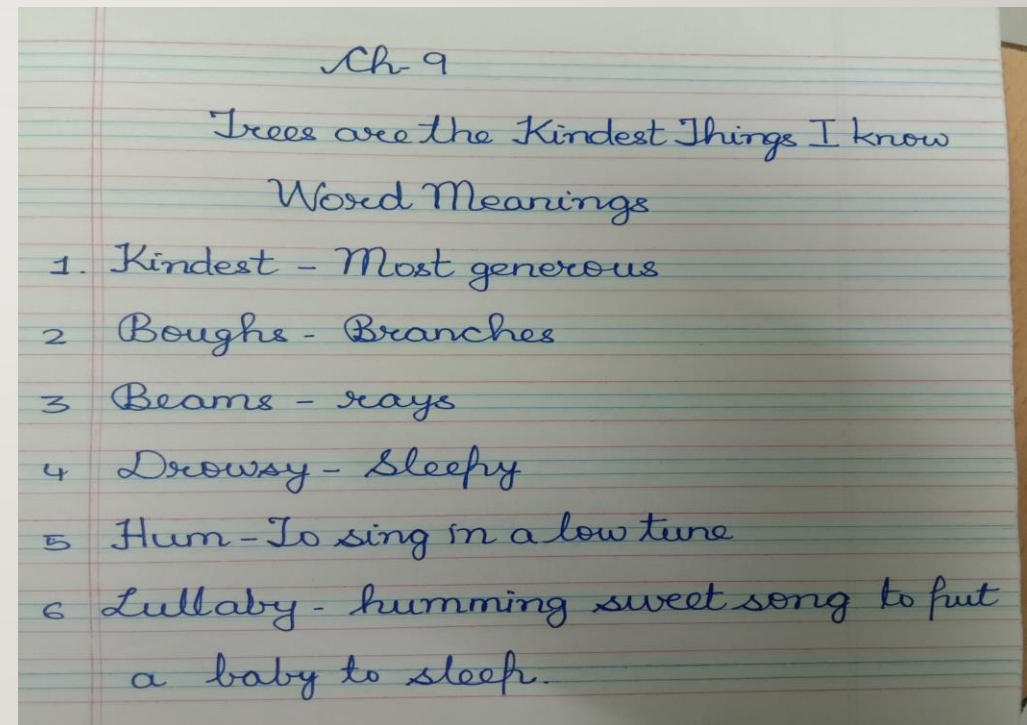 Ch-9
Trees are the Kindest Things I know
Word Meanings
1. Kindest - Most generous
2 Boughs - Branches
3 Beams - rays
4 Drowsy - Sleepy
5 Hum - To sing in a low tune
6 Lullaby - humming sweet song to put
a baby to sleep.